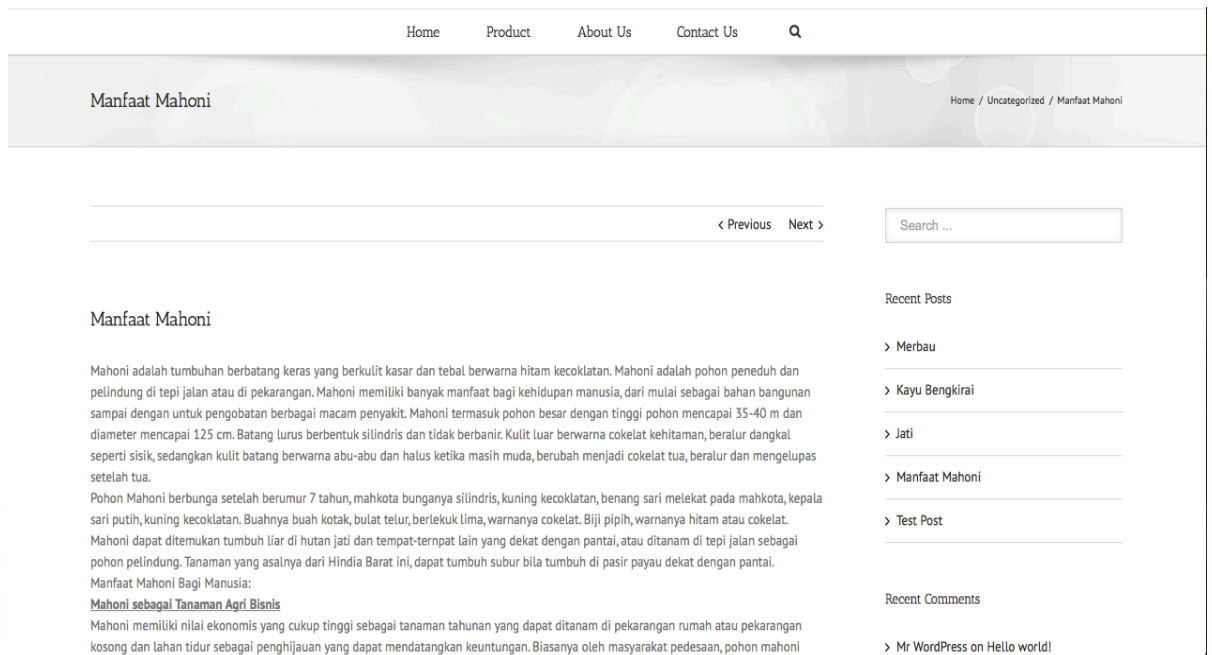 Home Product About Us Contact Us
Manfaat Mahoni
Home / Uncategorized / Manfaat Mahoni
< Previous Next >
Manfaat Mahoni
Mahoni adalah tumbuhan berbatang keras yang berkulit kasar dan tebal berwarna hitam kecoklatan. Mahoni adalah pohon peneduh dan
pelindung di tepi jalan atau di pekarangan. Mahoni memiliki banyak manfaat bagi kehidupan manusia, dari mulai sebagai bahan bangunan
sampai dengan untuk pengobatan berbagai macam penyakit. Mahoni termasuk pohon besar dengan tinggi pohon mencapai 35-40 m dan
diameter mencapai 125 cm. Batang lurus berbentuk silindris dan tidak berbanir. Kulit luar berwarna cokelat kehitaman, beralur dangkal
seperti sisik, sedangkan kulit batang berwarna abu-abu dan halus ketika masih muda, berubah menjadi cokelat tua, beralur dan mengelupas
setelah tua.
Pohon Mahoni berbunga setelah berumur 7 tahun, mahkota bunganya silindris, kuning kecoklatan, benang sari melekat pada mahkota, kepala
sari putih, kuning kecoklatan. Buahnya buah kotak, bulat telur, berlekuk lima, warnanya cokelat. Biji pipih, warnanya hitam atau cokelat.
Mahoni dapat ditemukan tumbuh liar di hutan jati dan tempat-ternpat lain yang dekat dengan pantai, atau ditanam di tepi jalan sebagai
pohon pelindung. Tanaman yang asalnya dari Hindia Barat ini, dapat tumbuh subur bila tumbuh di pasir payau dekat dengan pantai.
Manfaat Mahoni Bagi Manusia:
Mahoni sebagai Tanaman Agri Bisnis
Mahoni memiliki nilai ekonomis yang cukup tinggi sebagai tanaman tahunan yang dapat ditanam di pekarangan rumah atau pekarangan
kosong dan lahan tidur sebagai penghijauan yang dapat mendatangkan keuntungan. Biasanya oleh masyarakat pedesaan, pohon mahoni
Search ...
Recent Posts
> Merbau
> Kayu Bengkirai
> Jati
> Manfaat Mahoni
> Test Post
Recent Comments
> Mr WordPress on Hello world!